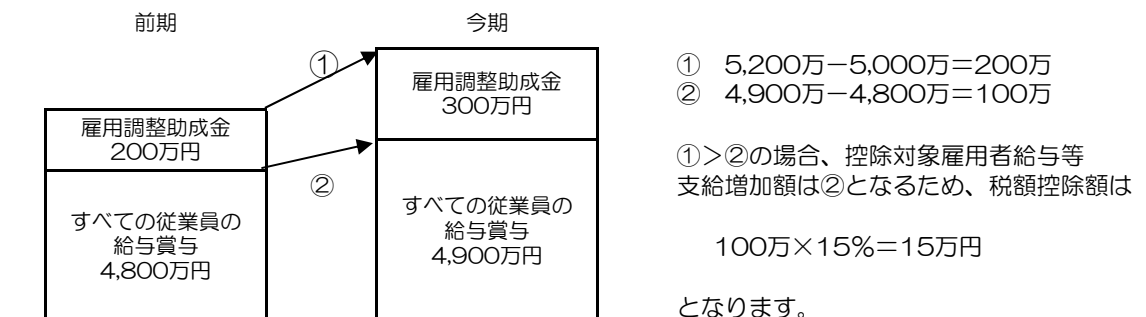 前期
今期
①
②
雇用調整助成金
200万円
すべての従業員の
給与賞与
4,800万円
雇用調整助成金
300万円
すべての従業員の
給与賞与
4,900万円
① 5,200万－5,000万＝200万
② 4,900万－4,800万＝100万
①＞②の場合、控除対象雇用者給与等
支給増加額は②となるため、税額控除額は
100万×15%＝15万円
となります。